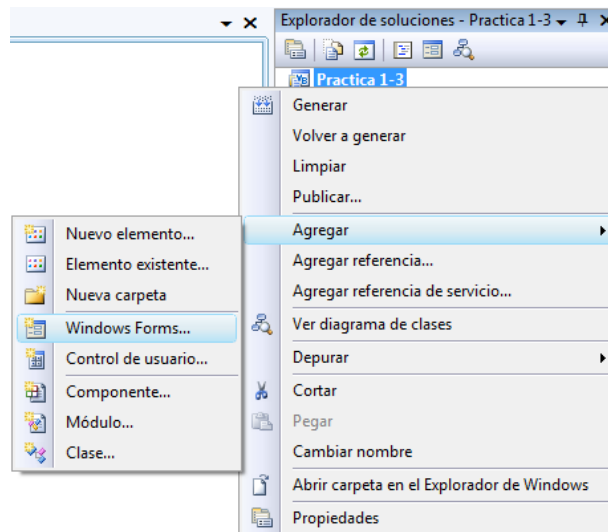 Explorador de soluciones - Practica 1-3
Practica 1-3
Generar
Volver a generar
Limpiar
Publicar...
Agregar
Agregar referencia...
Agregar referencia de servicio...
Ver diagrama de clases
Depurar
Cortar
Pegar
Cambiar nombre
Abrir carpeta en el Explorador de Windows
Propiedades
Nuevo elemento...
Elemento existente...
Nueva carpeta
Windows Forms...
Control de usuario...
Componente...
Módulo...
Clase...